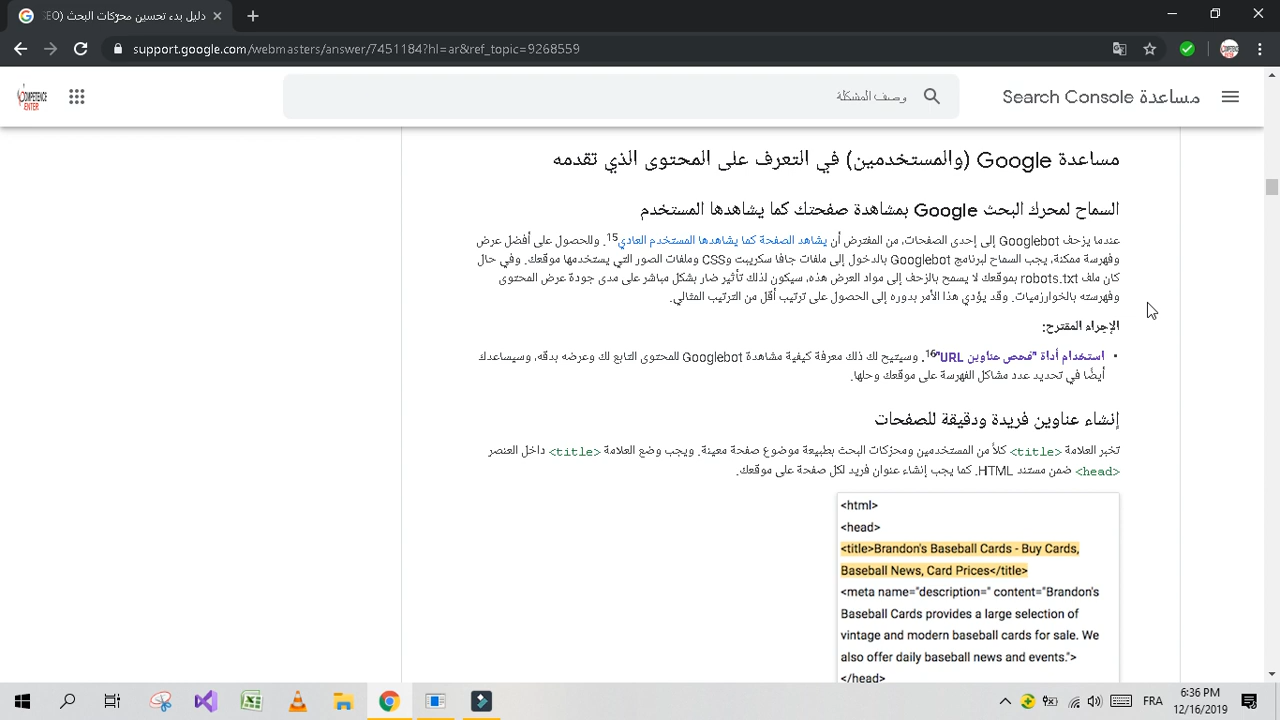 دليل بدء تحسين محركات البحث (SEO
support.google.com/webmasters/answer/7451184?hl=ar&ref_topic=9268559
COMPETENCE
ENTER
وصف المشكلة
مساعدة Search Console
مساعدة Google (والمستخدمين) في التعرف على المحتوى الذي تقدمه
السماح لمحرك البحث Google بمشاهدة صفحتك كما يشاهدها المستخدم
عندما يزحف Googlebot إلى إحدى الصفحات، من المفترض أن يشاهد الصفحة كما يشاهدها المستخدم العادي15. وللحصول على أفضل عرض
وفهرسة ممكنة، يجب السماح لبرنامج Googlebot بالدخول إلى ملفات جافا سكريبت وCSS وملفات الصور التي يستخدمها موقعك. وفي حال
كان ملف robots.txt بموقعك لا يسمح بالزحف إلى مواد العرض هذه، سيكون لذلك تأثير ضار بشكل مباشر على مدى جودة عرض المحتوى
وفهرسته بالخوارزميات. وقد يؤدي هذا الأمر بدوره إلى الحصول على ترتيب أقل من الترتيب المثالي.
الإجراء المقترح:
• استخدام أداة "فحص عناوين URL"16. وسيتيح لك ذلك معرفة كيفية مشاهدة Googlebot للمحتوى التابع لك وعرضه بدقه، وسيساعدك
أيضًا في تحديد عدد مشاكل الفهرسة على موقعك وحلها.
إنشاء عناوين فريدة ودقيقة للصفحات
تخبر العلامة <title> كلاً من المستخدمين ومحركات البحث بطبيعة موضوع صفحة معينة. ويجب وضع العلامة <title> داخل العنصر
<head> ضمن مستند HTML. كما يجب إنشاء عنوان فريد لكل صفحة على موقعك.
<html>
<head>
<title>Brandon's Baseball Cards - Buy Cards,
Baseball News, Card Prices</title>
<meta name="description=" content="Brandon's
Baseball Cards provides a large selection of
vintage and modern baseball cards for sale. We
also offer daily baseball news and events.">
</head>
FRA
6:36 PM
12/16/2019